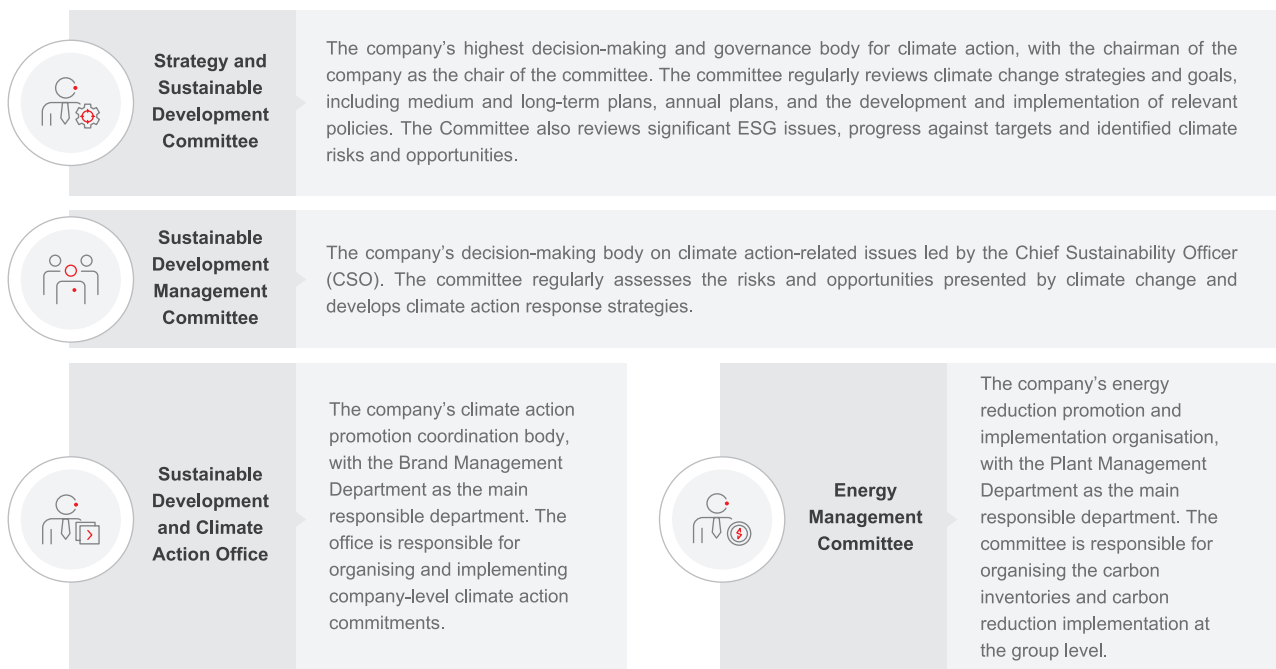 Strategy and
Sustainable
Development
Committee
The company’s highest decision-making and governance body for climate action, with the chairman of the
company as the chair of the committee. The committee regularly reviews climate change strategies and goals,
including medium and long-term plans, annual plans, and the development and implementation of relevant
policies. The Committee also reviews significant ESG issues, progress against targets and identified climate
risks and opportunities.
Sustainable
Development
Management
Committee
The company’s decision-making body on climate action-related issues led by the Chief Sustainability Officer
(CSO). The committee regularly assesses the risks and opportunities presented by climate change and
develops climate action response strategies.
Sustainable
Development
and Climate
Action Office
The company’s climate action
promotion coordination body,
with the Brand Management
Department as the main
responsible department. The
office is responsible for
organising and implementing
company-level climate action
commitments.
Energy
Management
Committee
The company’s energy
reduction promotion and
implementation organisation,
with the Plant Management
Department as the main
responsible department. The
committee is responsible for
organising the carbon
inventories and carbon
reduction implementation at
the group level.